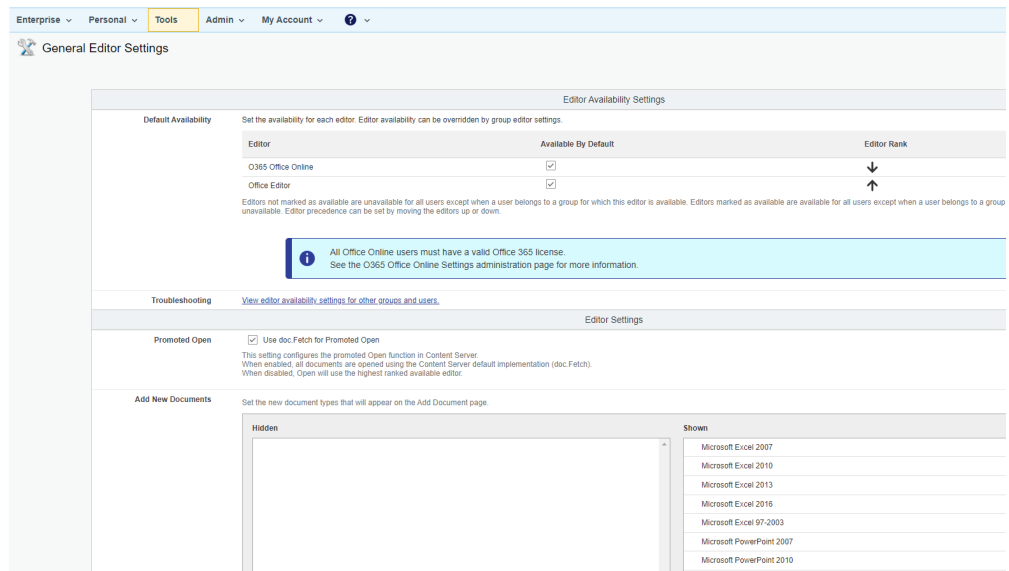 Enterprise Personal Tools Admin My Account ?
General Editor Settings
Editor Availability Settings
Default Availability Set the availability for each editor. Editor availability can be overridden by group editor settings.
Editor Available By Default Editor Rank
O365 Office Online
Office Editor
Editors not marked as available are unavailable for all users except when a user belongs to a group for which this editor is available. Editors marked as available are available for all users except when a user belongs to a group
unavailable. Editor precedence can be set by moving the editors up or down.
All Office Online users must have a valid Office 365 license.
See the O365 Office Online Settings administration page for more information.
Troubleshooting View editor availability settings for other groups and users.
Editor Settings
Promoted Open Use doc.Fetch for Promoted Open
This setting configures the promoted Open function in Content Server.
When enabled, all documents are opened using the Content Server default implementation (doc.Fetch).
When disabled, Open will use the highest ranked available editor.
Add New Documents Set the new document types that will appear on the Add Document page.
Hidden Shown
Microsoft Excel 2007
Microsoft Excel 2010
Microsoft Excel 2013
Microsoft Excel 2016
Microsoft Excel 97-2003
Microsoft PowerPoint 2007
Microsoft PowerPoint 2010